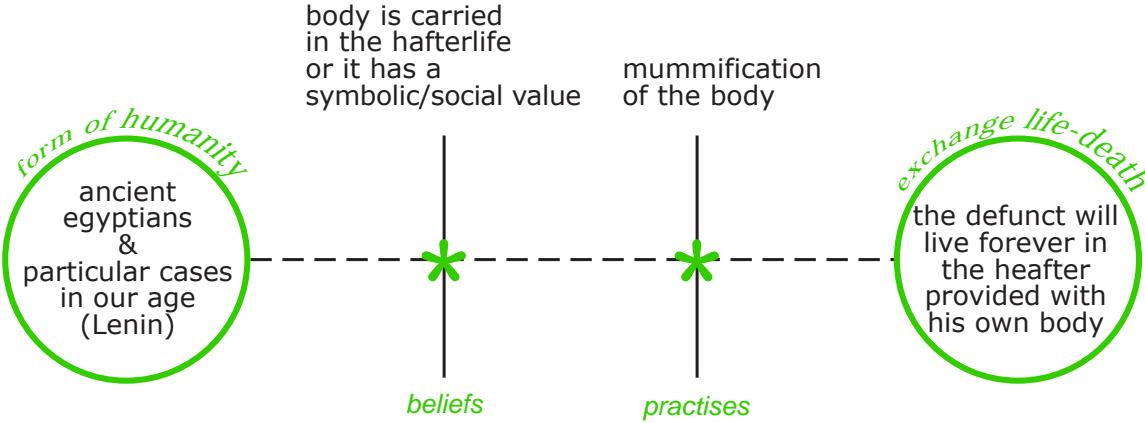 form of humanity
ancient
egyptians
&
particular cases
in our age
(Lenin)
body is carried
in the hafterlife
or it has a
symbolic/social value
beliefs
mummification
of the body
practises
exchange life-death
the defunct will
live forever in
the heafter
provided with
his own body